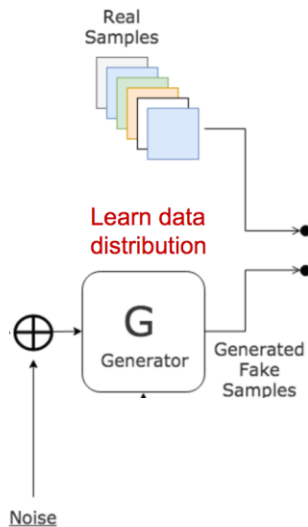 Real
Samples
Learn data
distribution
G
Generator
Generated
Fake
Samples
Noise